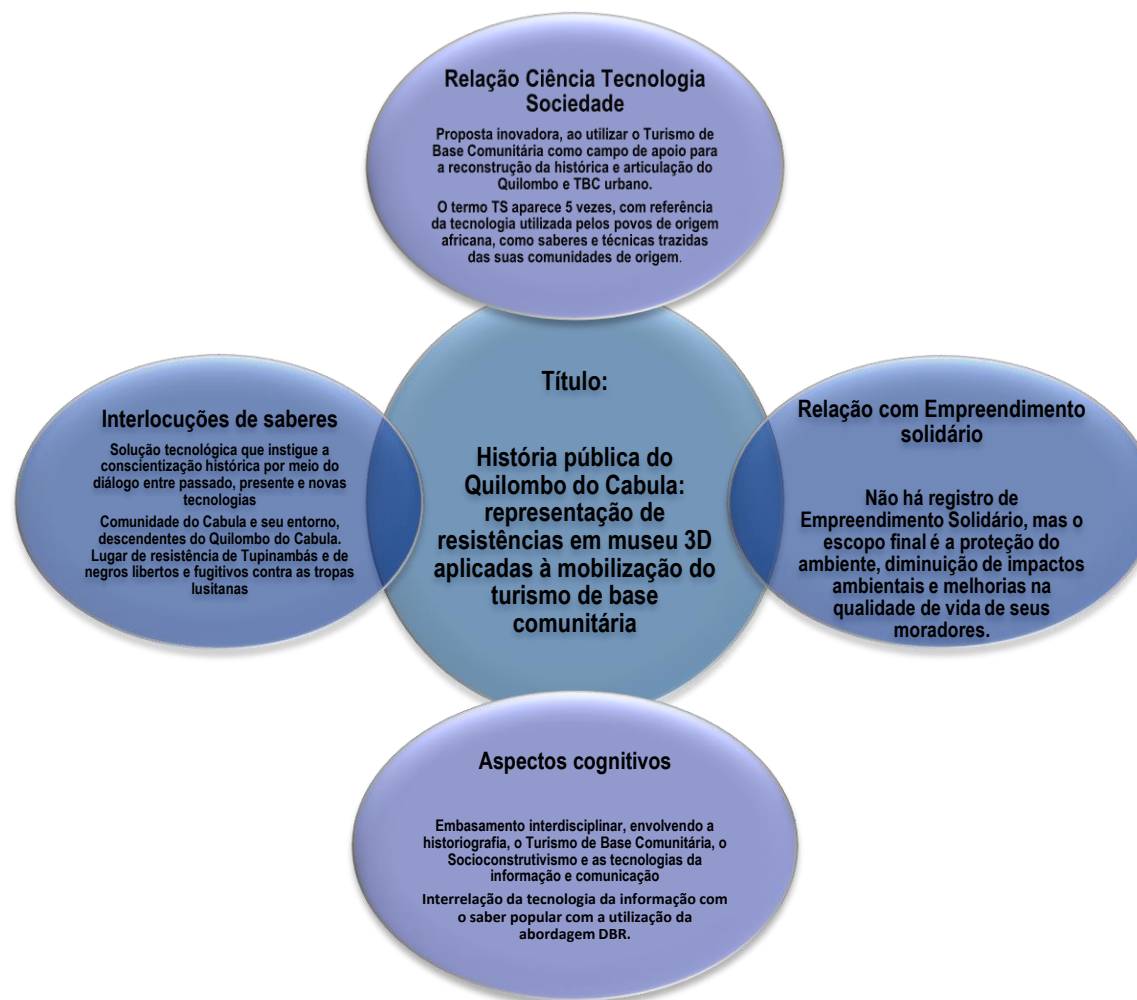 Relação Ciência Tecnologia
Sociedade
Proposta inovadora, ao utilizar o Turismo de
Base Comunitária como campo de apoio para
a reconstrução da histórica e articulação do
Quilombo e TBC urbano.
O termo TS aparece 5 vezes, com referência
da tecnologia utilizada pelos povos de origem
africana, como saberes e técnicas trazidas
das suas comunidades de origem.
Interlocuções de saberes
Solução tecnológica que instigue a
conscientização histórica por meio do
diálogo entre passado, presente e novas
tecnologias
Comunidade do Cabula e seu entorno,
descendentes do Quilombo do Cabula.
Lugar de resistência de Tupinambás e de
negros libertos e fugitivos contra as tropas
lusitanas
Título:
História pública do
Quilombo do Cabula:
representação de
resistências em museu 3D
aplicadas à mobilização do
turismo de base
comunitária
Relação com Empreendimento
solidário
Não há registro de
Empreendimento Solidário, mas o
escopo final é a proteção do
ambiente, diminuição de impactos
ambientais e melhorias na
qualidade de vida de seus
moradores.
Aspectos cognitivos
Embasamento interdisciplinar, envolvendo a
historiografia, o Turismo de Base Comunitária, o
Socioconstrutivismo e as tecnologias da
informação e comunicação
Interrelação da tecnologia da informação com
o saber popular com a utilização da
abordagem DBR.